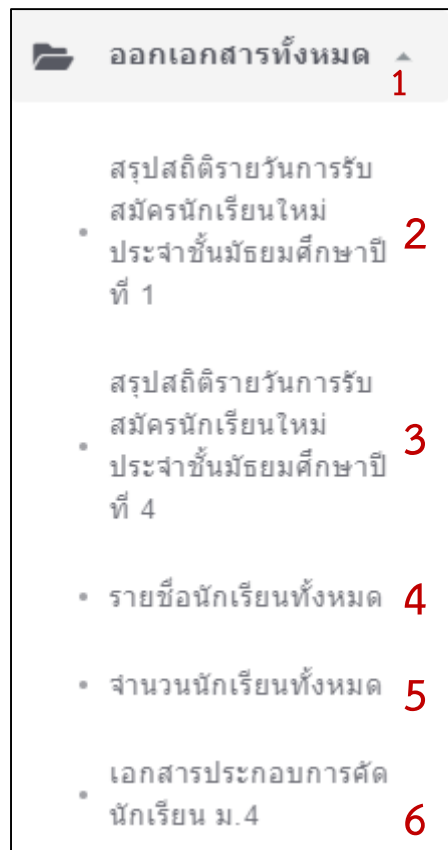 ออกเอกสารทั้งหมด
1
สรุปสถิติรายวันการรับ
สมัครนักเรียนใหม่
ประจำชั้นมัธยมศึกษาปี
ที่ 1
2
สรุปสถิติรายวันการรับ
สมัครนักเรียนใหม่
ประจำชั้นมัธยมศึกษาปี
ที่ 4
3
รายชื่อนักเรียนทั้งหมด 4
จำนวนนักเรียนทั้งหมด 5
เอกสารประกอบการคัด
นักเรียน ม.4 6